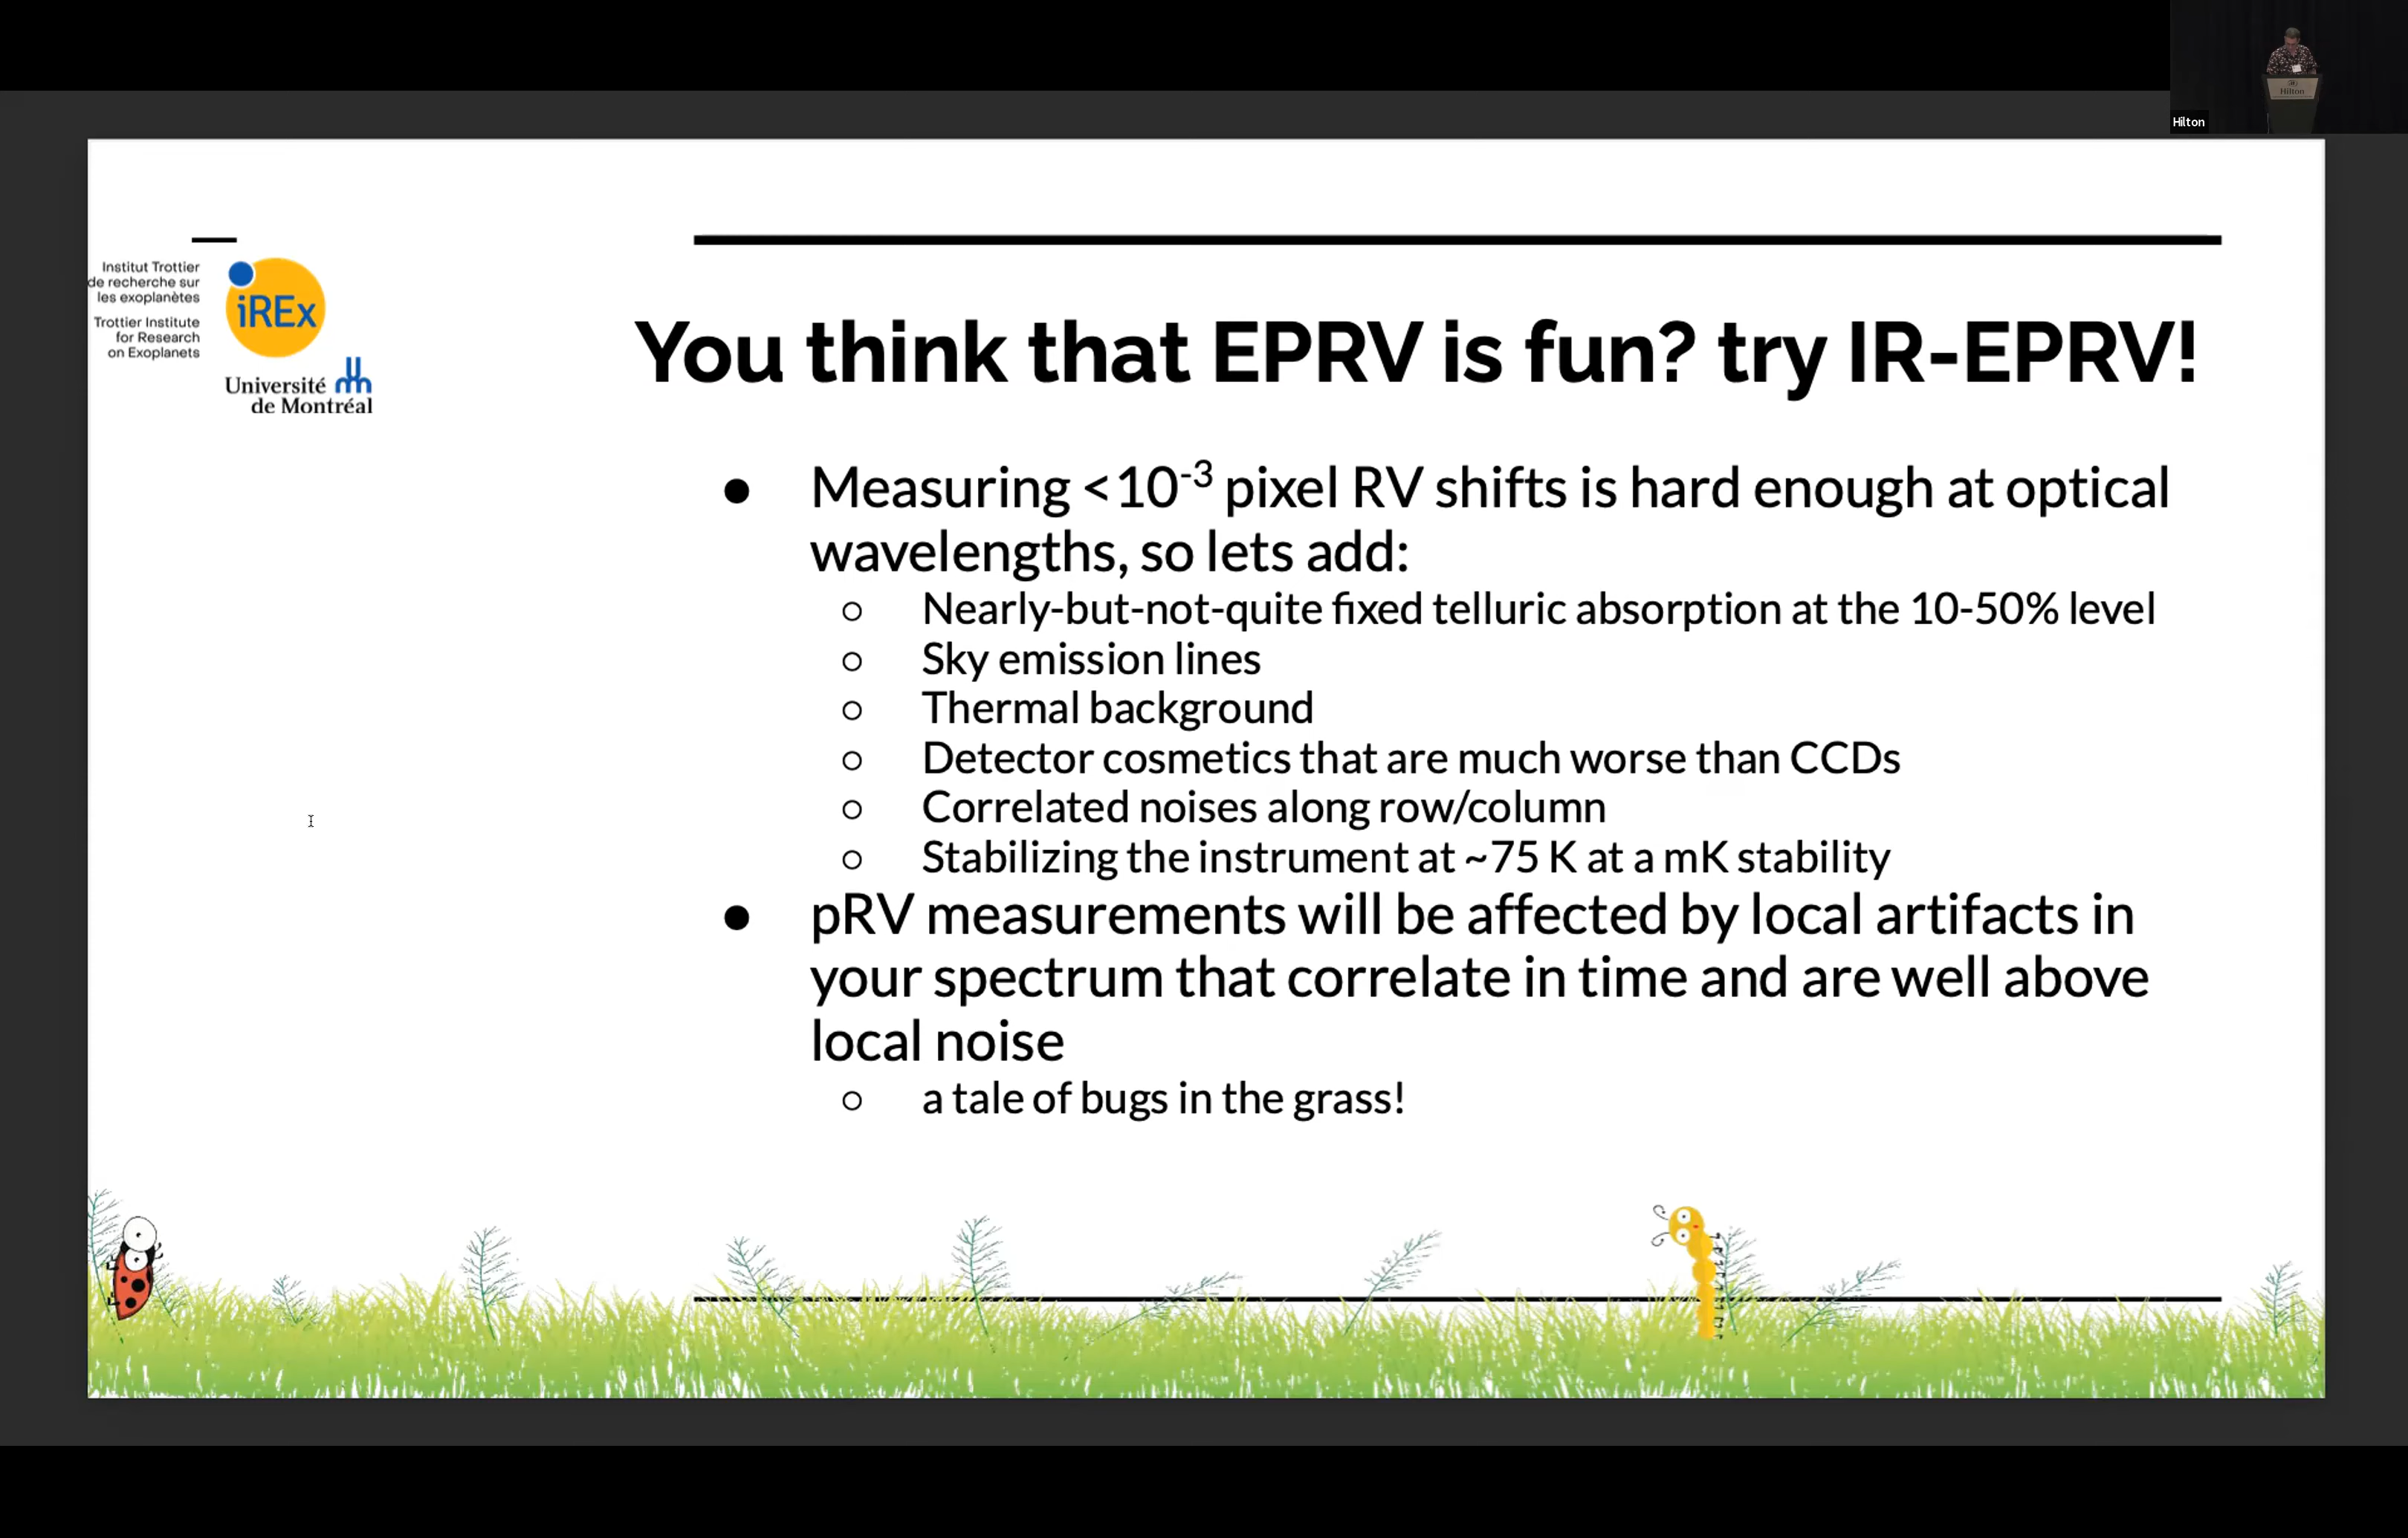 Hilton
Hilton
Institut Trottier
de recherche sur
les exoplanètes
Trottier Institute
for Research
on Exoplanets
iREx
Université
de Montréal
You think that EPRV is fun? try IR-EPRV!
● Measuring <10⁻³ pixel RV shifts is hard enough at optical
wavelengths, so lets add:
○ Nearly-but-not-quite fixed telluric absorption at the 10-50% level
○ Sky emission lines
○ Thermal background
○ Detector cosmetics that are much worse than CCDs
○ Correlated noises along row/column
○ Stabilizing the instrument at ~75 K at a mK stability
● pRV measurements will be affected by local artifacts in
your spectrum that correlate in time and are well above
local noise
○ a tale of bugs in the grass!